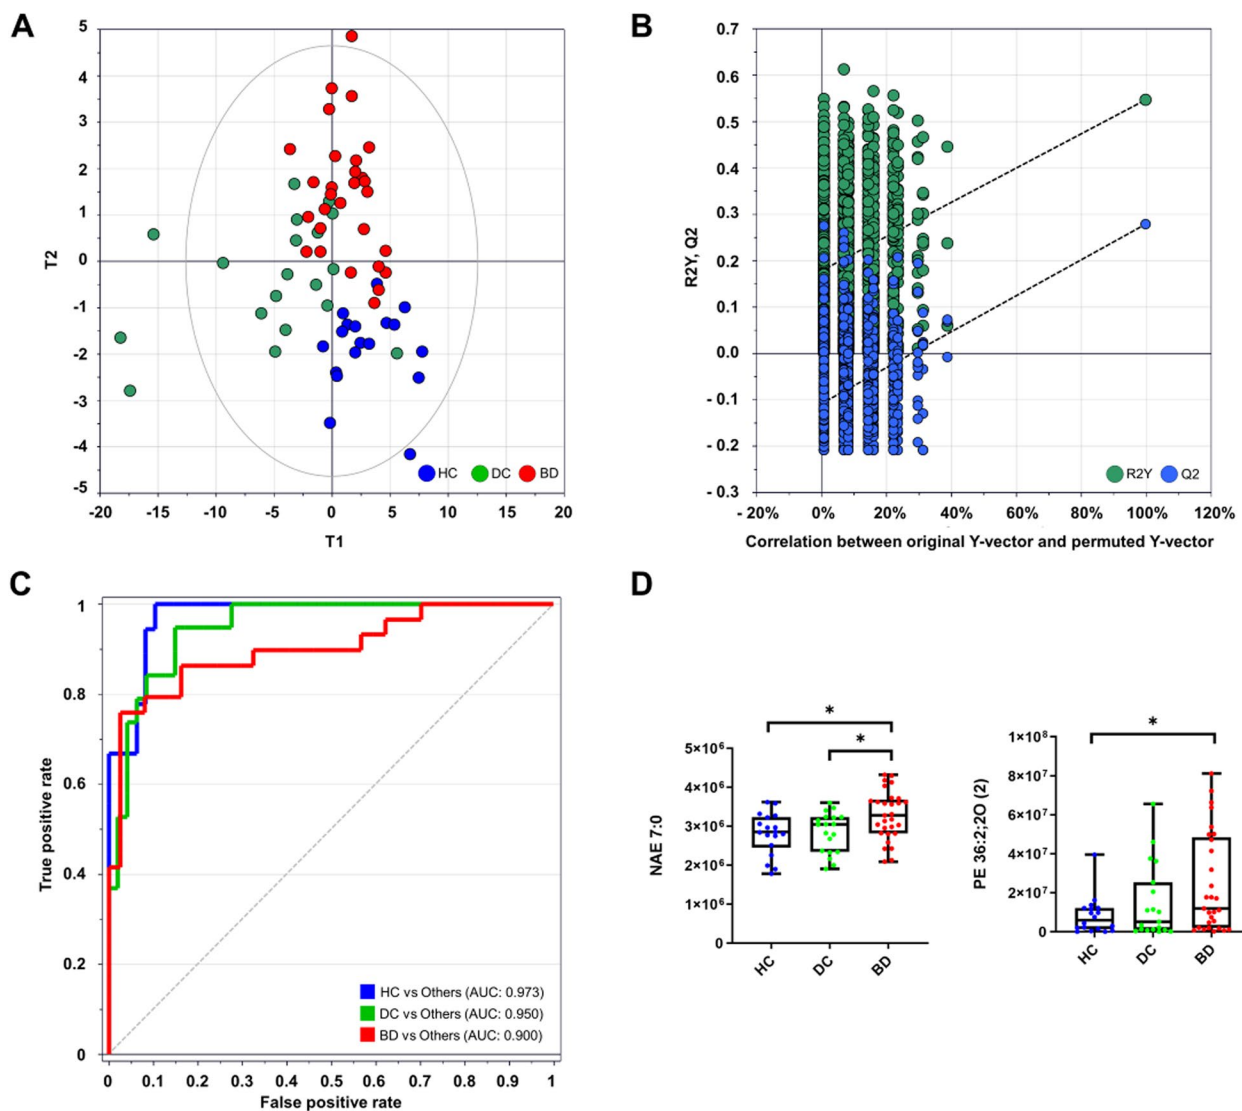 A
5
4
3
2
1
0
-1
-2
-3
-4
-5
T2
-20 -15 -10 -5 0 5 10 15 20
T1
HC DC BD
B
0.7
0.6
0.5
0.4
0.3
0.2
0.1
0.0
- 0.1
- 0.2
- 0.3
R2Y, Q2
- 20% 0% 20% 40% 60% 80% 100% 120%
Correlation between original Y-vector and permuted Y-vector
R2Y Q2
C
1
0.8
0.6
0.4
0.2
0
True positive rate
0 0.1 0.2 0.3 0.4 0.5 0.6 0.7 0.8 0.9 1
False positive rate
HC vs Others (AUC: 0.973)
DC vs Others (AUC: 0.950)
BD vs Others (AUC: 0.900)
D
*
*
5×10⁶
4×10⁶
3×10⁶
2×10⁶
1×10⁶
0
NAE 7:0
HC DC BD
*
1×10⁸
8×10⁷
6×10⁷
4×10⁷
2×10⁷
0
PE 36:2;2O (2)
HC DC BD